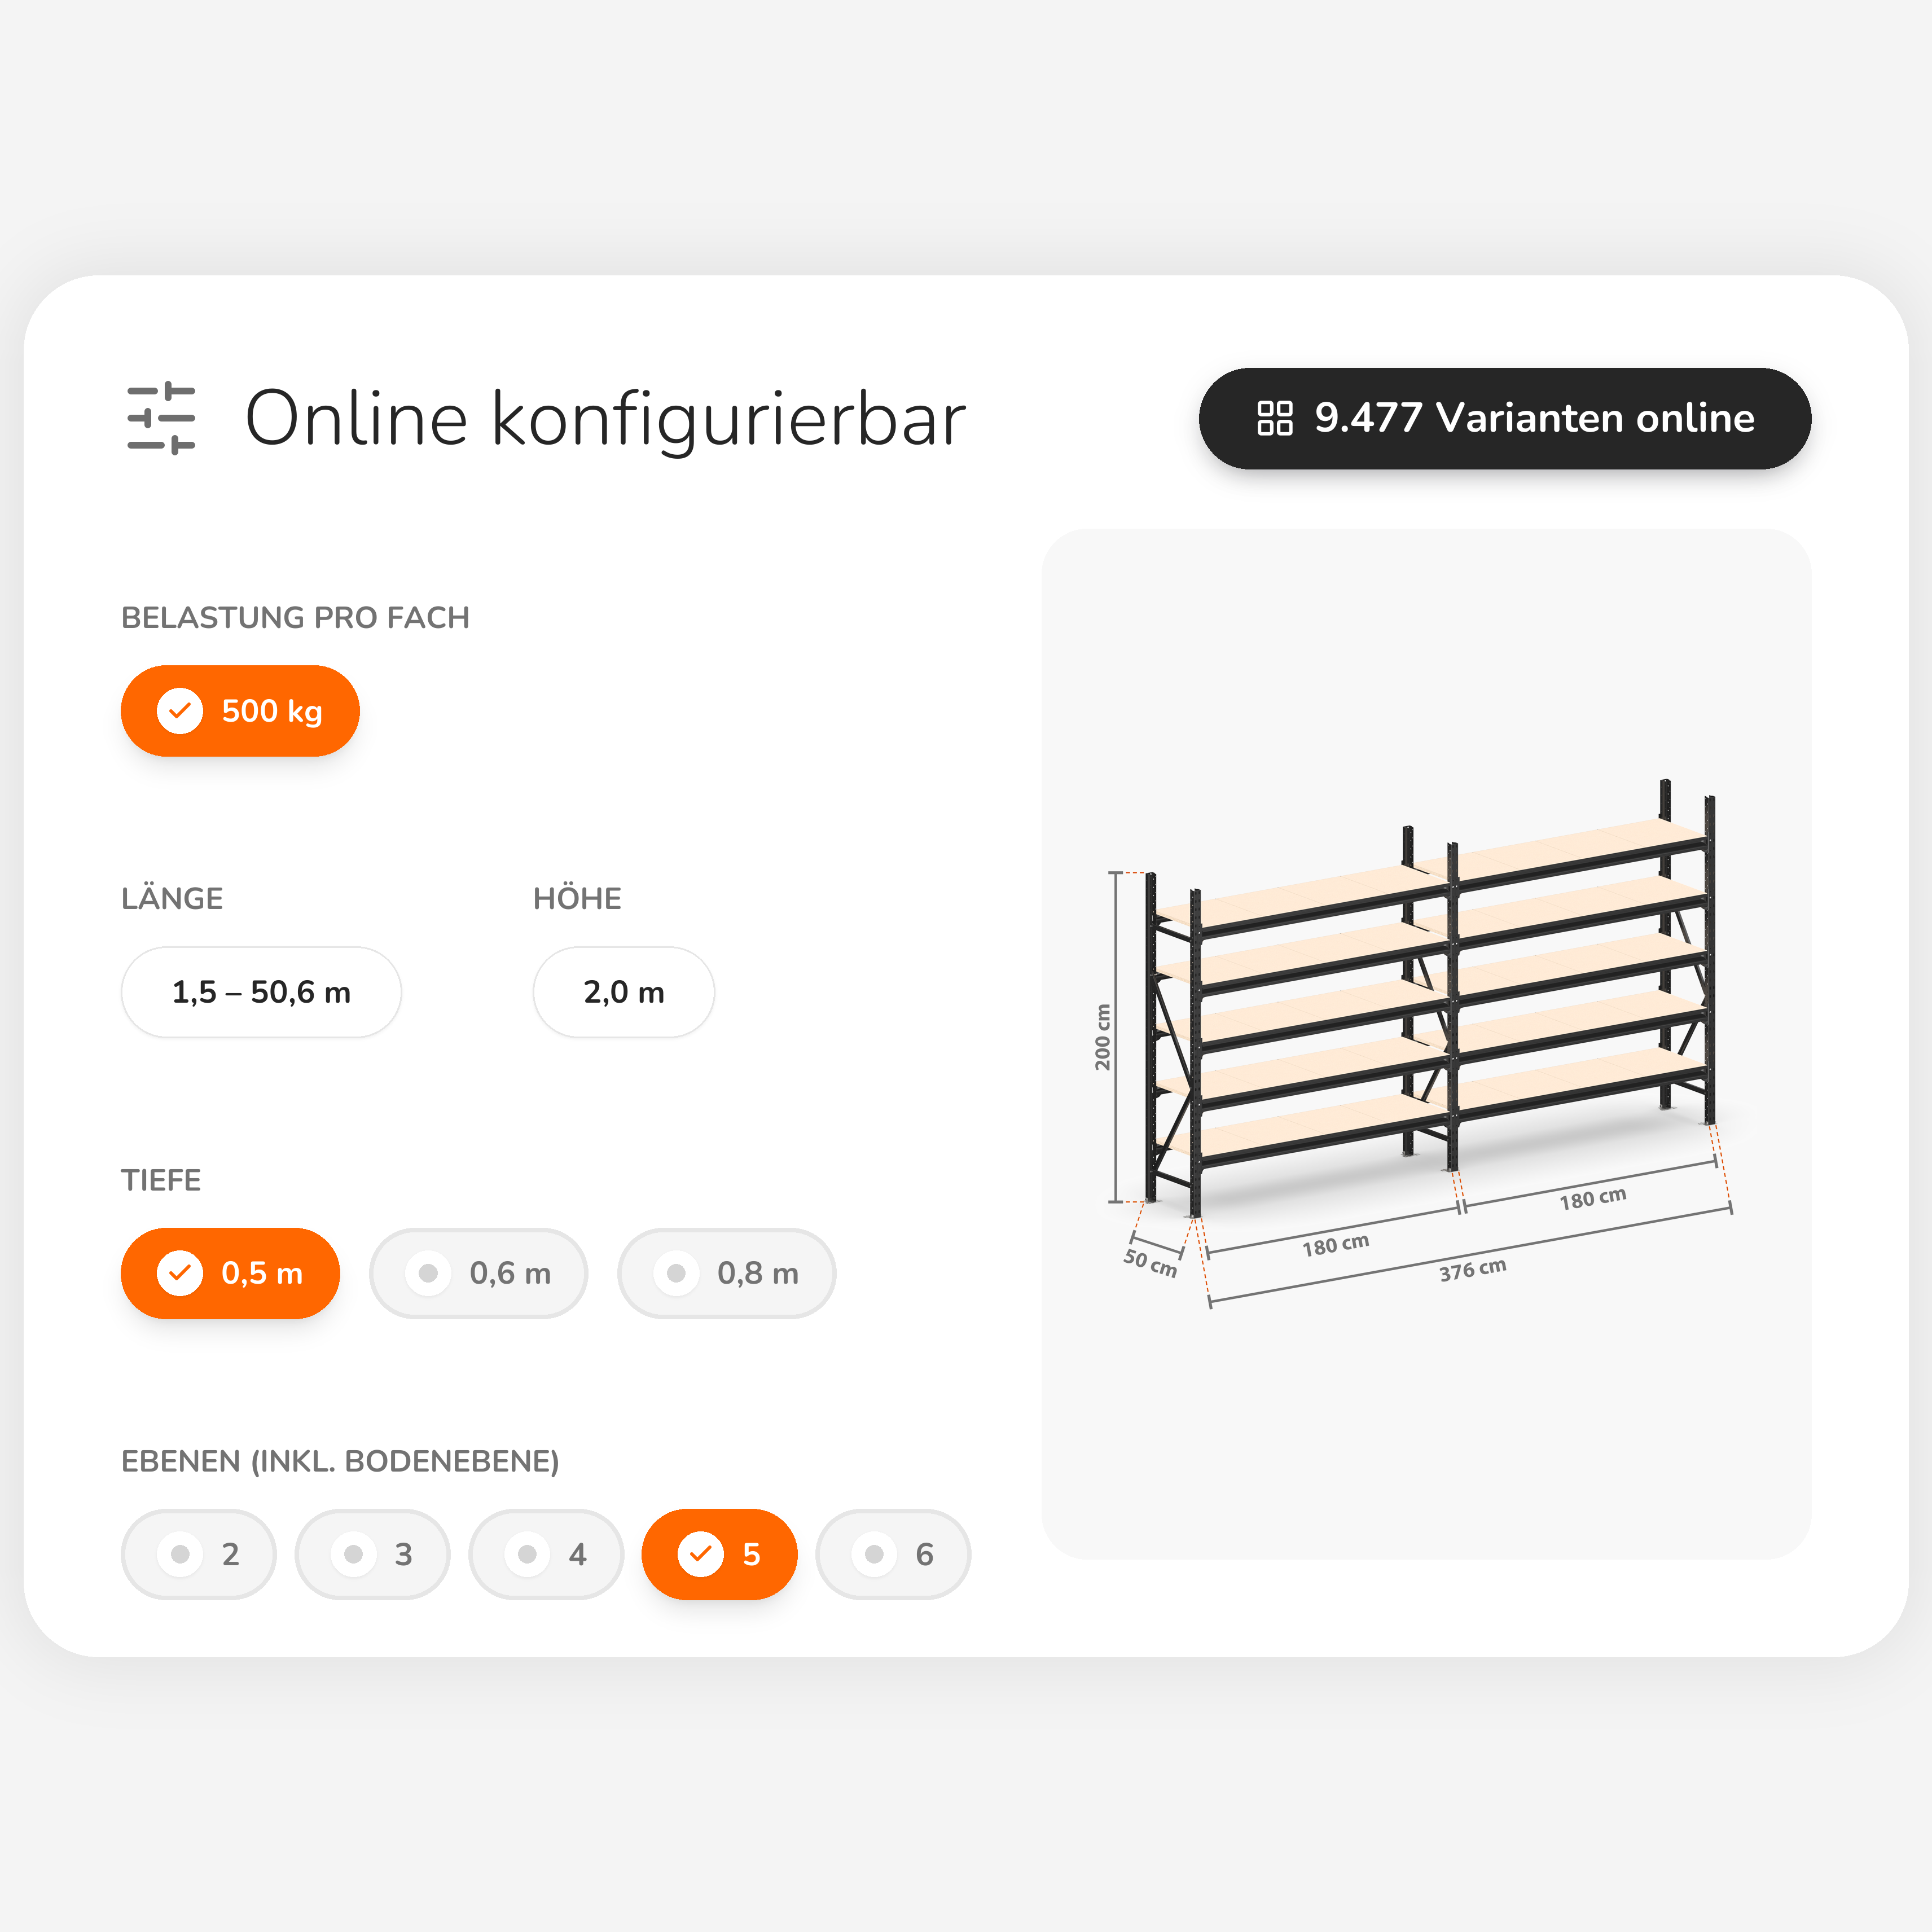 Online konfigurierbar
9.477 Varianten online
BELASTUNG PRO FACH
500 kg
LÄNGE
HÖHE
1,5 – 50,6 m
2,0 m
TIEFE
0,5 m
0,6 m
0,8 m
EBENEN (INKL. BODENEBENE)
2
3
4
5
6
200 cm
50 cm
180 cm
180 cm
376 cm